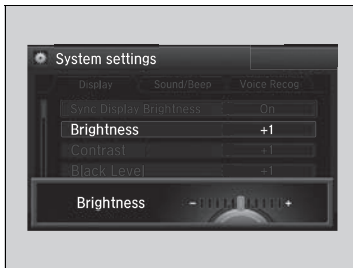 System settings
Display Sound/Beep Voice Recog
Sync Display Brightness On
Brightness +1
Contrast +1
Black Level +1
Brightness - +